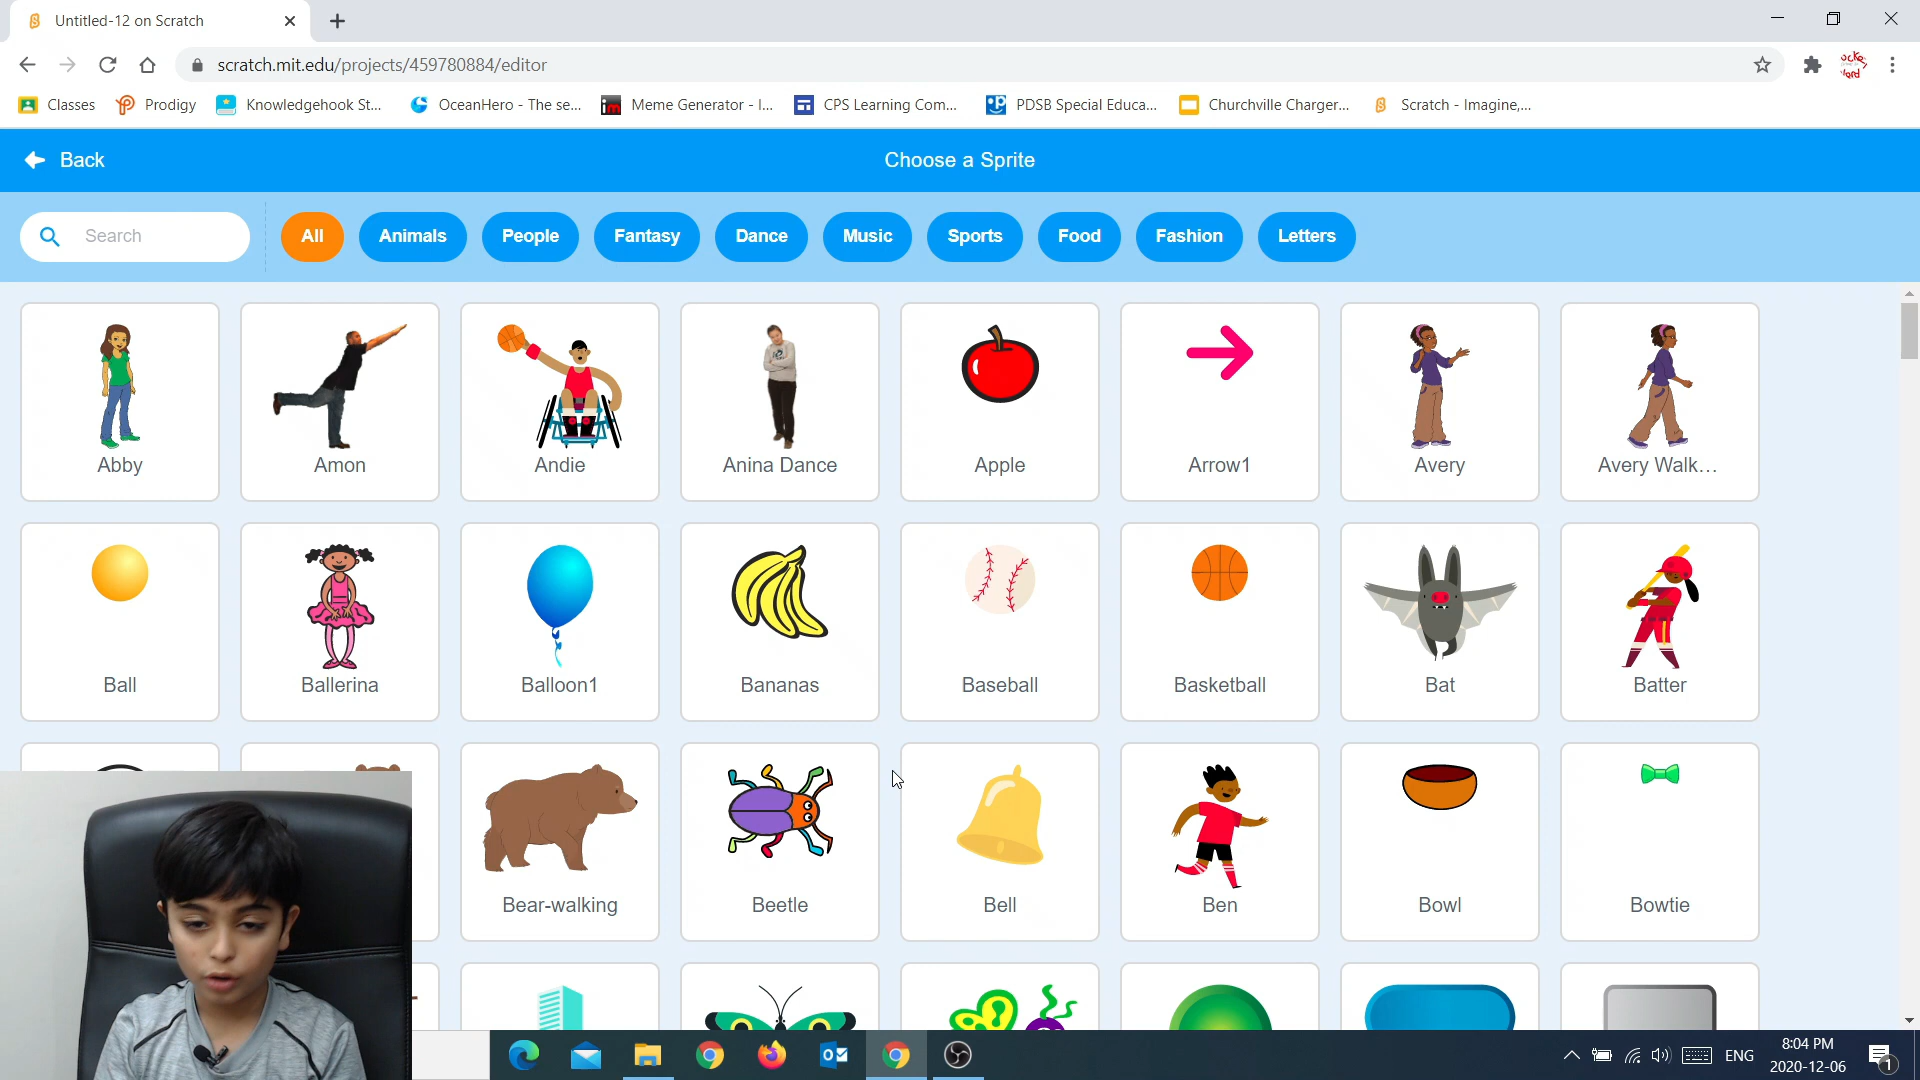 Untitled-12 on Scratch
scratch.mit.edu/projects/459780884/editor
Classes Prodigy Knowledgehook St... OceanHero - The se... Meme Generator - I... CPS Learning Com... PDSB Special Educa... Churchville Charger... Scratch - Imagine,...
Back
Choose a Sprite
Search
All Animals People Fantasy Dance Music Sports Food Fashion Letters
Abby Amon Andie Anina Dance Apple Arrow1 Avery Avery Walk...
Ball Ballerina Balloon1 Bananas Baseball Basketball Bat Batter
Bear-walking Beetle Bell Ben Bowl Bowtie
ENG
8:04 PM
2020-12-06
1